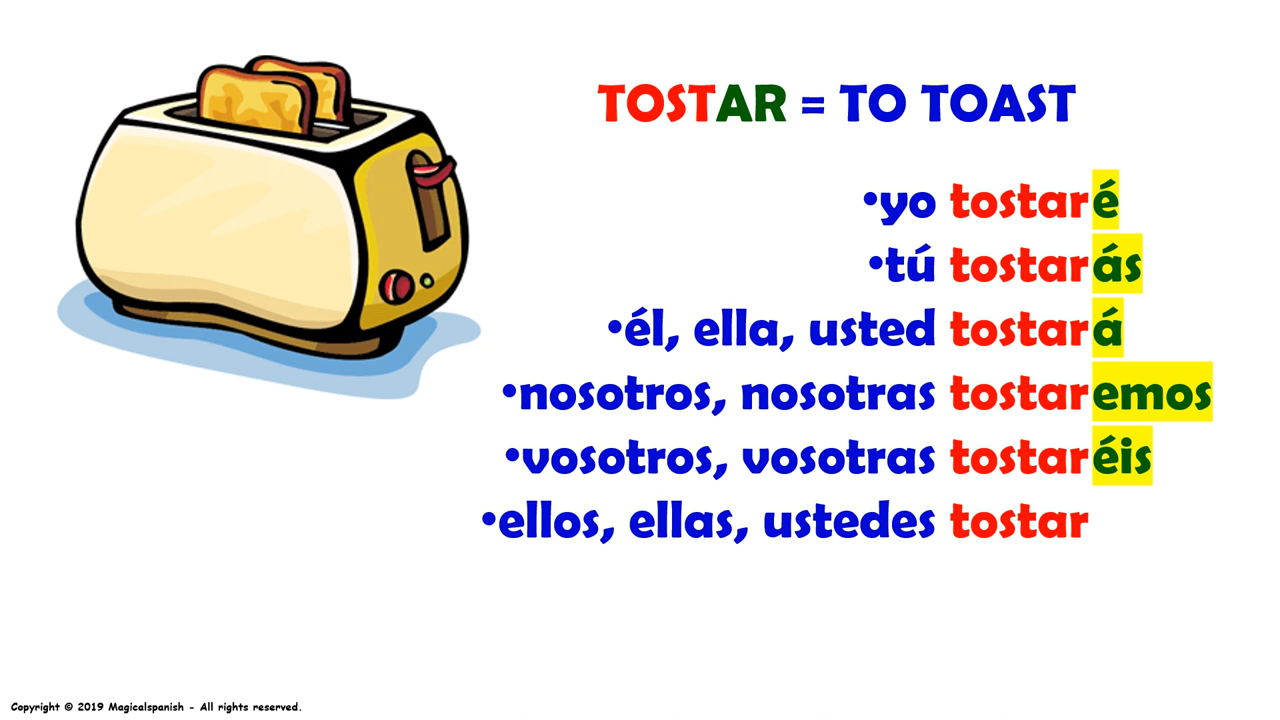 TOSTAR = TO TOAST
•yo tostaré
•tú tostarás
•él, ella, usted tostará
•nosotros, nosotras tostaremos
•vosotros, vosotras tostaréis
•ellos, ellas, ustedes tostar
Copyright © 2019 Magicalspanish - All rights reserved.